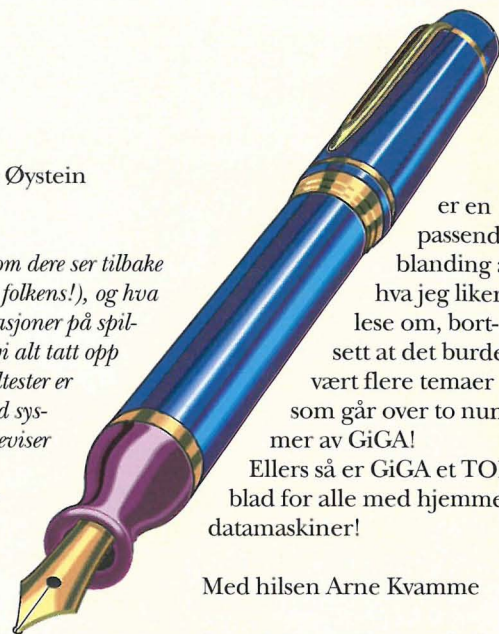 Øystein
om dere ser tilbake
folkens!), og hva
asjoner på spil-
vi alt tatt opp
ltester er
d sys-
eviser
er en
passend
blanding a
hva jeg liker
lese om, bort-
sett at det burde
vært flere temaer
som går over to num
mer av GiGA!
Ellers så er GiGA et TO
blad for alle med hjemme
datamaskiner!
Med hilsen Arne Kvamme